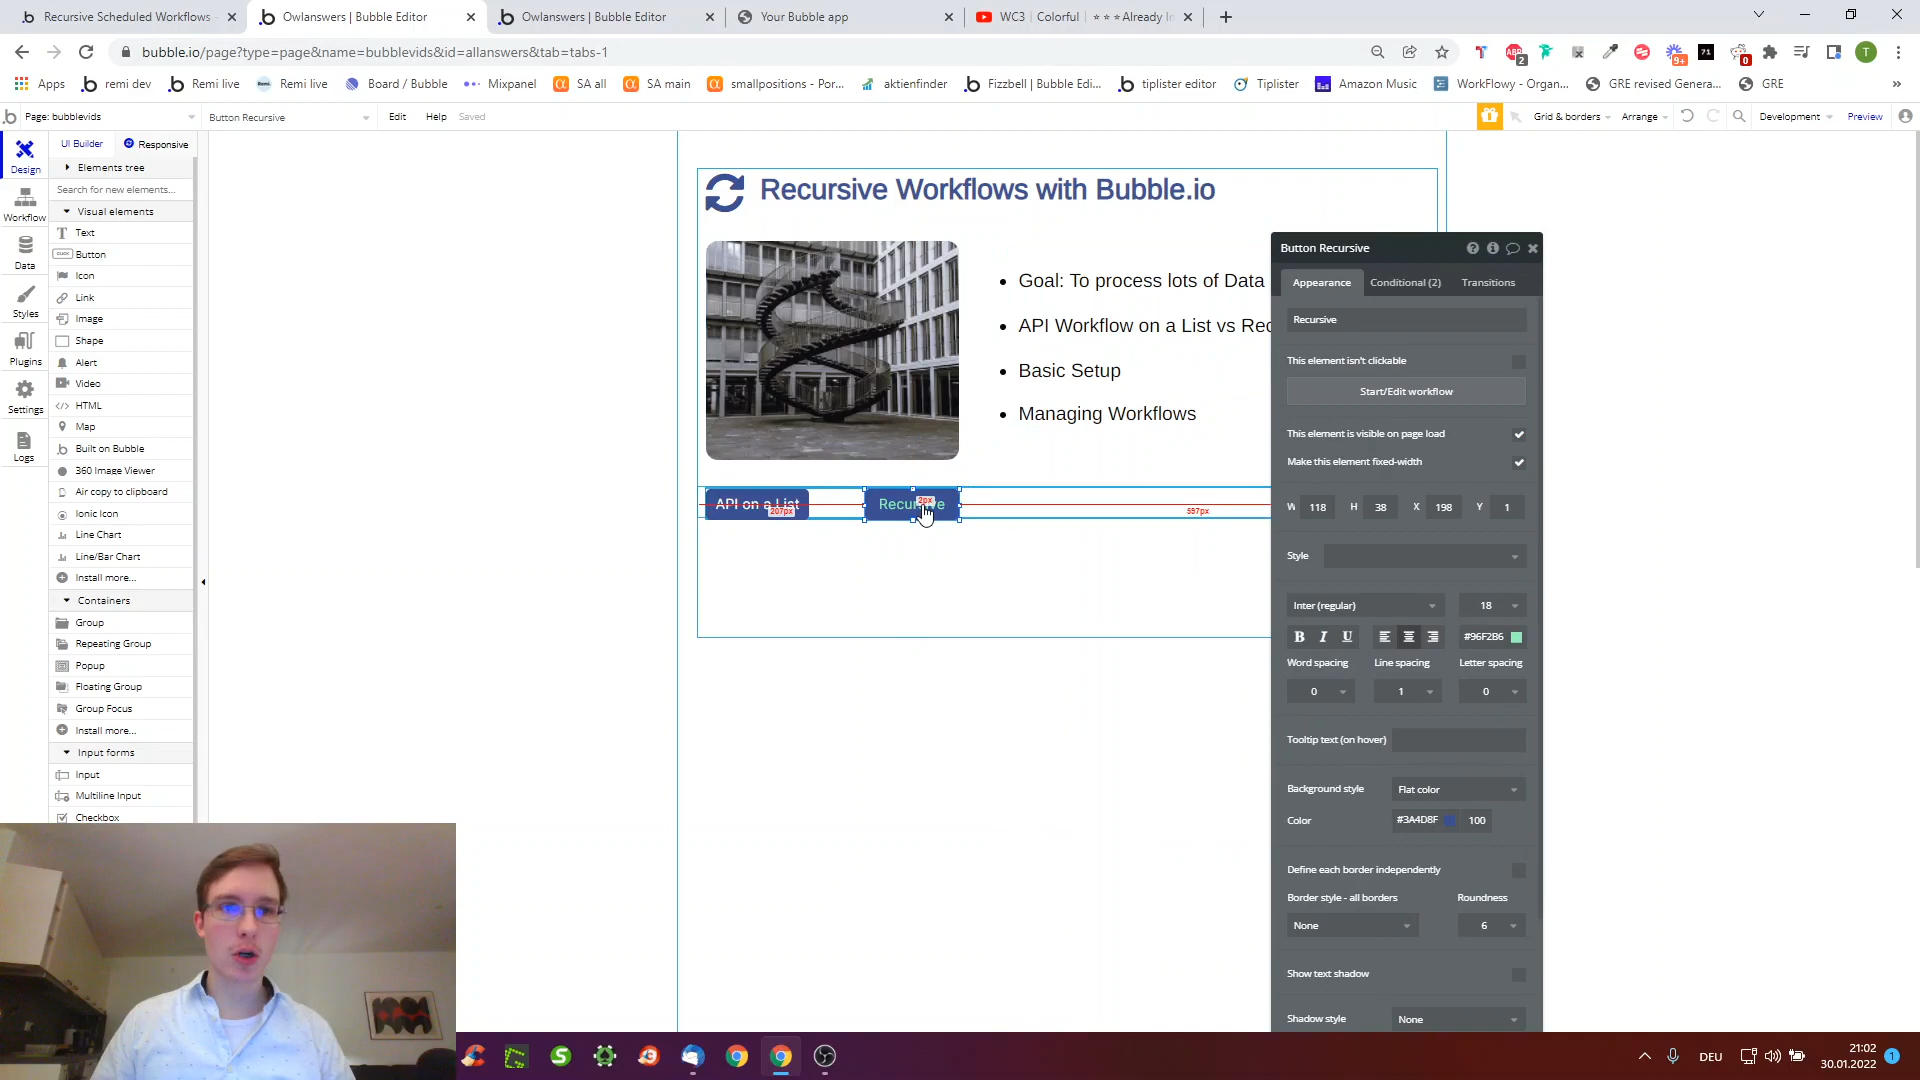 Recursive Scheduled Workflows
Owlanswers | Bubble Editor
Owlanswers | Bubble Editor
Your Bubble app
WC3 | Colorful | ⭑⭑⭑Already I
bubble.io/page?type=page&name=bubblevids&id=allanswers&tab=tabs-1
Apps
remi dev
Remi live
Remi live
Board / Bubble
Mixpanel
SA all
SA main
smallpositions - Por...
aktienfinder
Fizzbell | Bubble Edi...
tiplister editor
Tiplister
Amazon Music
WorkFlowy - Organ...
GRE revised Genera...
GRE
»
Page: bubblevids
Button Recursive
Edit
Help
Saved
Grid & borders
Arrange
Development
Preview
Design
Workflow
Data
Styles
Plugins
Settings
Logs
UI Builder
Responsive
Elements tree
Search for new elements...
Visual elements
Text
Button
Icon
Link
Image
Shape
Alert
Video
HTML
Map
Built on Bubble
360 Image Viewer
Air copy to clipboard
Ionic Icon
Line Chart
Line/Bar Chart
Install more...
Containers
Group
Repeating Group
Popup
Floating Group
Group Focus
Install more...
Input forms
Input
Multiline Input
Checkbox
Recursive Workflows with Bubble.io
• Goal: To process lots of Data
• API Workflow on a List vs Rec
• Basic Setup
• Managing Workflows
API on a List
207px
Recursive
2px
597px
Button Recursive
Appearance
Conditional (2)
Transitions
Recursive
This element isn't clickable
Start/Edit workflow
This element is visible on page load
Make this element fixed-width
W 118 H 38 X 198 Y 1
Style
Inter (regular) 18
B I U #96F2B6
Word spacing Line spacing Letter spacing
0 1 0
Tooltip text (on hover)
Background style Flat color
Color #3A4D8F 100
Define each border independently
Border style - all borders Roundness
None 6
Show text shadow
Shadow style None
DEU
21:02
30.01.2022
1